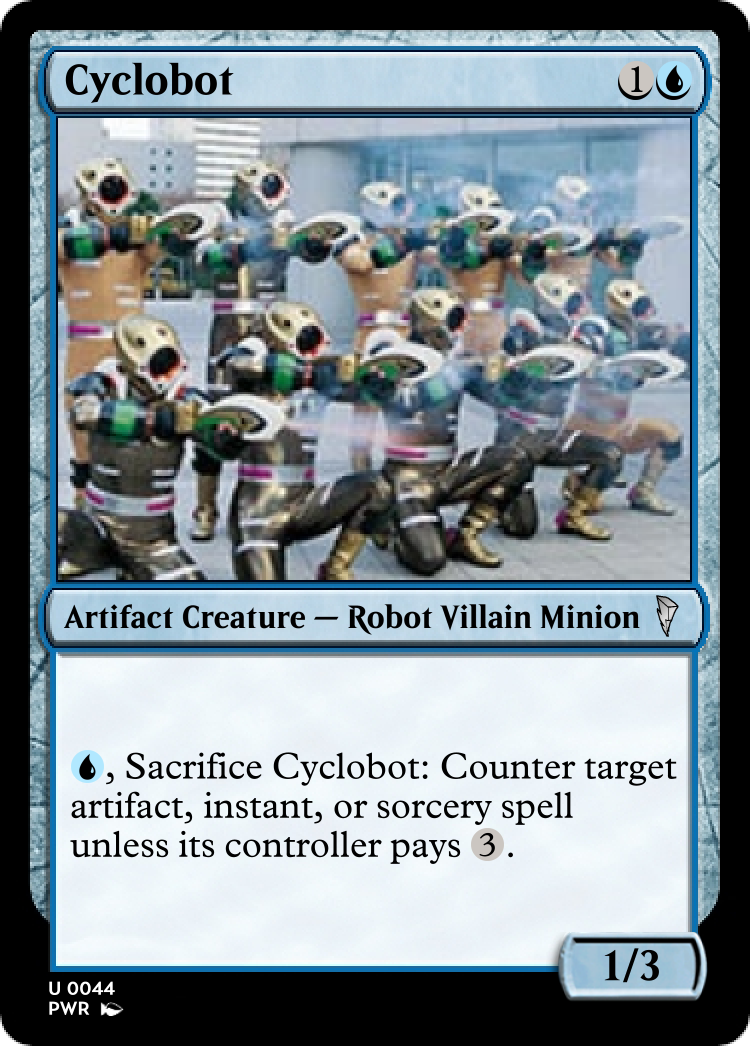 Cyclobot 1
Artifact Creature — Robot Villain Minion
, Sacrifice Cyclobot: Counter target
artifact, instant, or sorcery spell
unless its controller pays 3.
1/3
U 0044
PWR